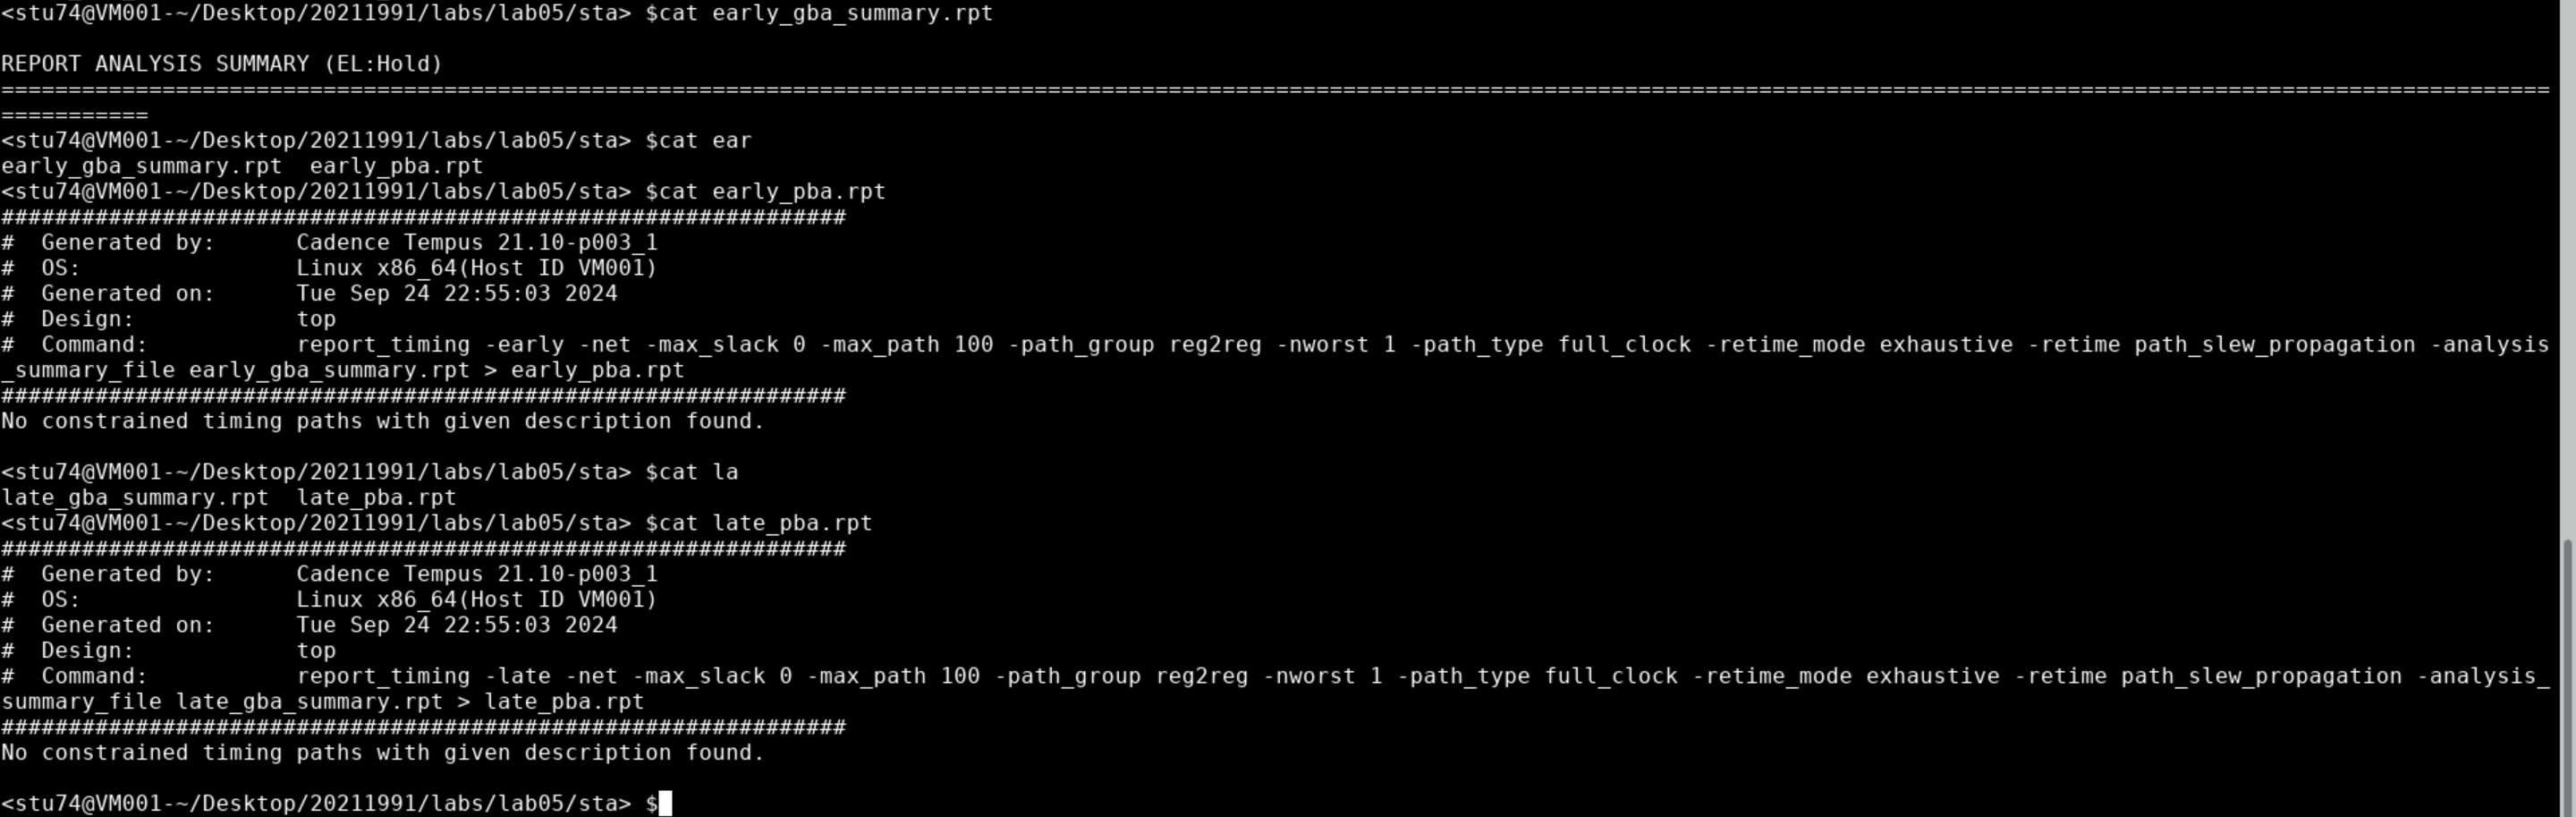 <stu74@VM001-~/Desktop/20211991/labs/lab05/sta> $cat early_gba_summary.rpt
REPORT ANALYSIS SUMMARY (EL:Hold)
==============================================================================================================================================================================================
===========
<stu74@VM001-~/Desktop/20211991/labs/lab05/sta> $cat ear
early_gba_summary.rpt  early_pba.rpt
<stu74@VM001-~/Desktop/20211991/labs/lab05/sta> $cat early_pba.rpt
###############################################################
#  Generated by:      Cadence Tempus 21.10-p003_1
#  OS:                Linux x86_64(Host ID VM001)
#  Generated on:      Tue Sep 24 22:55:03 2024
#  Design:            top
#  Command:           report_timing -early -net -max_slack 0 -max_path 100 -path_group reg2reg -nworst 1 -path_type full_clock -retime_mode exhaustive -retime path_slew_propagation -analysis
_summary_file early_gba_summary.rpt > early_pba.rpt
###############################################################
No constrained timing paths with given description found.
<stu74@VM001-~/Desktop/20211991/labs/lab05/sta> $cat la
late_gba_summary.rpt  late_pba.rpt
<stu74@VM001-~/Desktop/20211991/labs/lab05/sta> $cat late_pba.rpt
###############################################################
#  Generated by:      Cadence Tempus 21.10-p003_1
#  OS:                Linux x86_64(Host ID VM001)
#  Generated on:      Tue Sep 24 22:55:03 2024
#  Design:            top
#  Command:           report_timing -late -net -max_slack 0 -max_path 100 -path_group reg2reg -nworst 1 -path_type full_clock -retime_mode exhaustive -retime path_slew_propagation -analysis_
summary_file late_gba_summary.rpt > late_pba.rpt
###############################################################
No constrained timing paths with given description found.
<stu74@VM001-~/Desktop/20211991/labs/lab05/sta> $